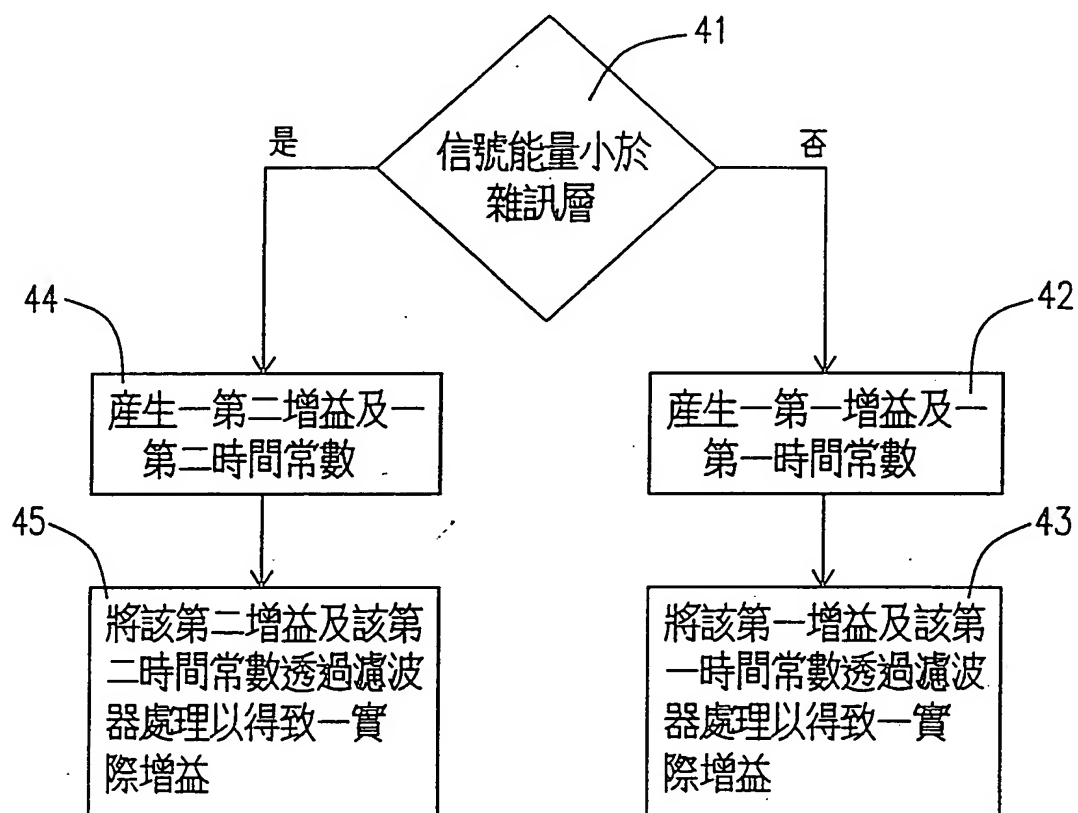 41
是
否
信號能量小於
雜訊層
44
42
產生一第二增益及一
第二時間常數
產生一第一增益及一
第一時間常數
45
43
將該第二增益及該第
二時間常數透過濾波
器處理以得致一實
際增益
將該第一增益及該第
一時間常數透過濾波
器處理以得致一實
際增益